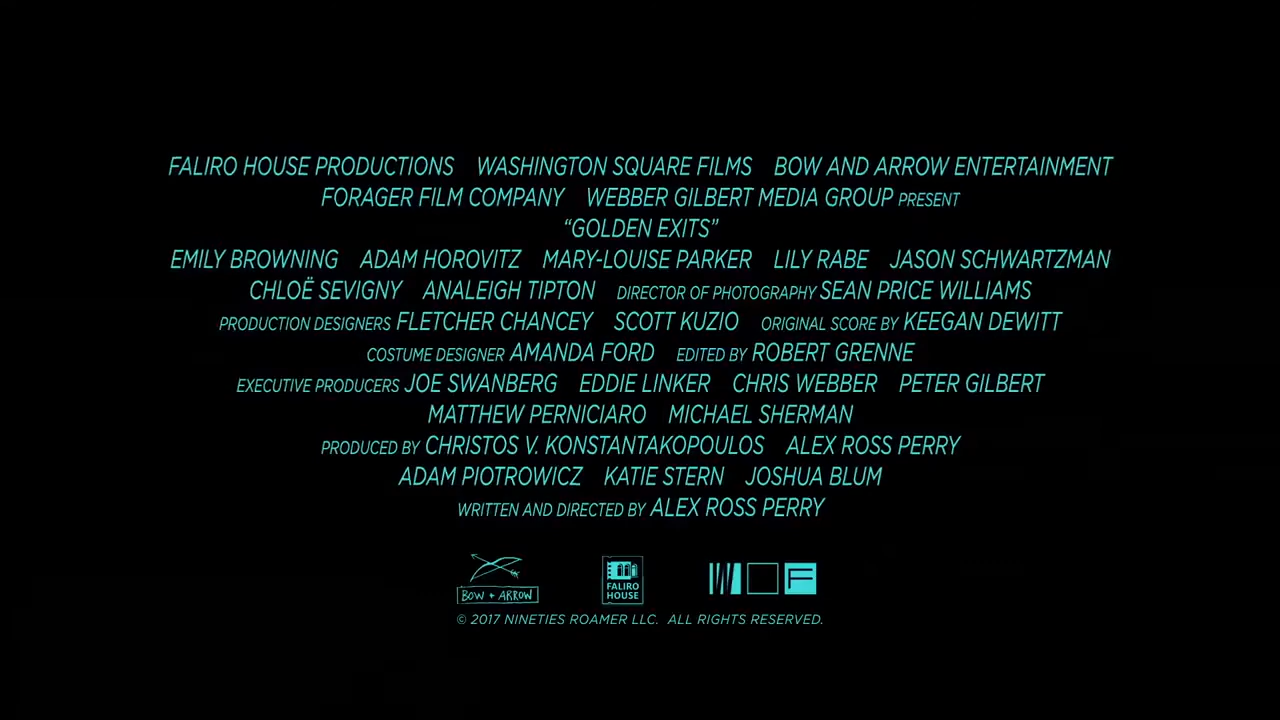 FALIRO HOUSE PRODUCTIONS WASHINGTON SQUARE FILMS BOW AND ARROW ENTERTAINMENT
FORAGER FILM COMPANY WEBBER GILBERT MEDIA GROUP PRESENT
“GOLDEN EXITS”
EMILY BROWNING ADAM HOROVITZ MARY-LOUISE PARKER LILY RABE JASON SCHWARTZMAN
CHLOË SEVIGNY ANALEIGH TIPTON DIRECTOR OF PHOTOGRAPHY SEAN PRICE WILLIAMS
PRODUCTION DESIGNERS FLETCHER CHANCEY SCOTT KUZIO ORIGINAL SCORE BY KEEGAN DEWITT
COSTUME DESIGNER AMANDA FORD EDITED BY ROBERT GRENNE
EXECUTIVE PRODUCERS JOE SWANBERG EDDIE LINKER CHRIS WEBBER PETER GILBERT
MATTHEW PERNICIARO MICHAEL SHERMAN
PRODUCED BY CHRISTOS V. KONSTANTAKOPOULOS ALEX ROSS PERRY
ADAM PIOTROWICZ KATIE STERN JOSHUA BLUM
WRITTEN AND DIRECTED BY ALEX ROSS PERRY
BOW + ARROW
FALIRO
HOUSE
W F
© 2017 NINETIES ROAMER LLC. ALL RIGHTS RESERVED.